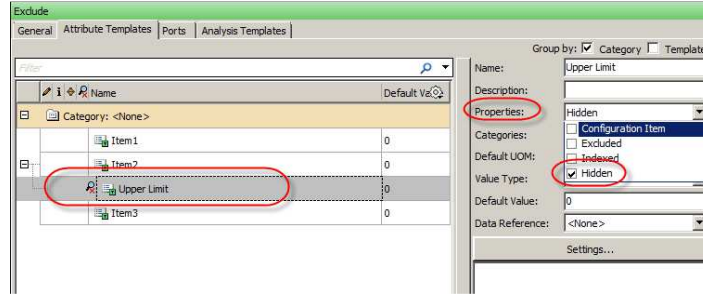 Exclude
General Attribute Templates Ports Analysis Templates
Group by: Category Template
Filter
Name Default Va
Category: <None>
Item1 0
Item2 0
Upper Limit 0
Item3 0
Name: Upper Limit
Description:
Properties: Hidden
Configuration Item
Excluded
Indexed
Hidden
Categories:
Default UOM:
Value Type:
Default Value: 0
Data Reference: <None>
Settings...